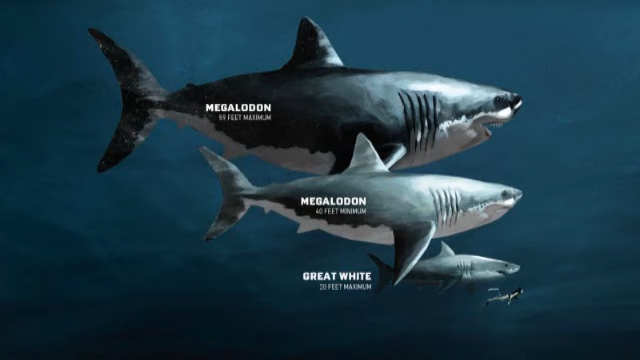 MEGALODON
59 FEET MAXIMUM
MEGALODON
40 FEET MINIMUM
GREAT WHITE
20 FEET MAXIMUM